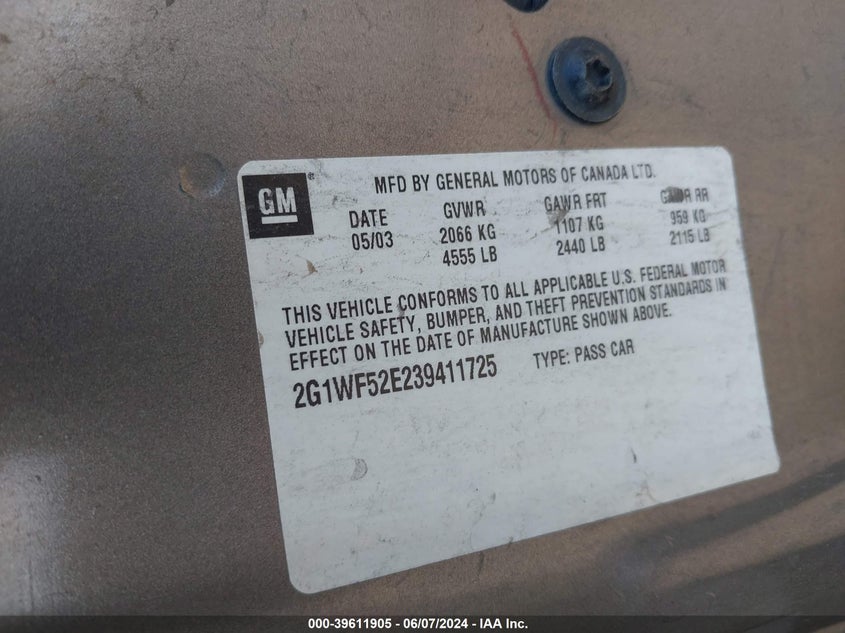 GM®
MFD BY GENERAL MOTORS OF CANADA LTD.
DATE GVWR GAWR FRT GAWR RR
05/03 2066 KG 1107 KG 959 KG
4555 LB 2440 LB 2115 LB
THIS VEHICLE CONFORMS TO ALL APPLICABLE U.S. FEDERAL MOTOR
VEHICLE SAFETY, BUMPER, AND THEFT PREVENTION STANDARDS IN
EFFECT ON THE DATE OF MANUFACTURE SHOWN ABOVE.
2G1WF52E239411725 TYPE: PASS CAR
000-39611905 - 06/07/2024 - IAA Inc.